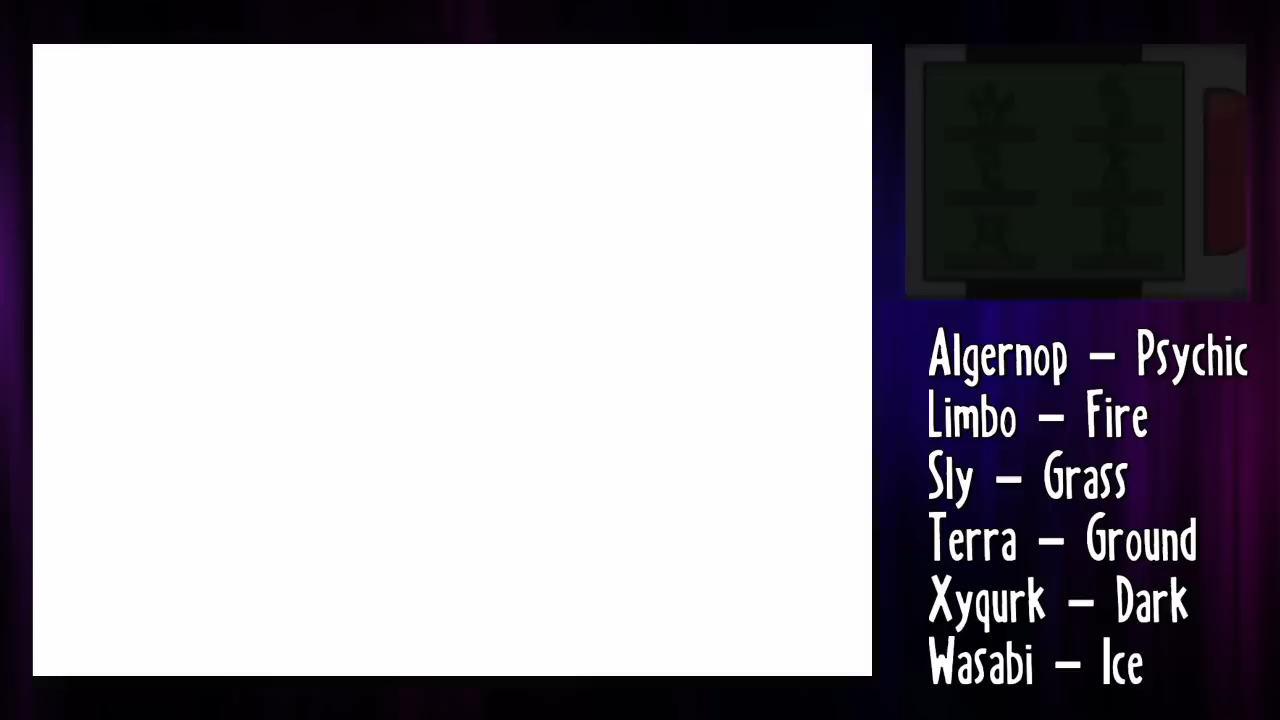 Algernop – Psychic
Limbo – Fire
Sly – Grass
Terra – Ground
Xyqurk – Dark
Wasabi – Ice